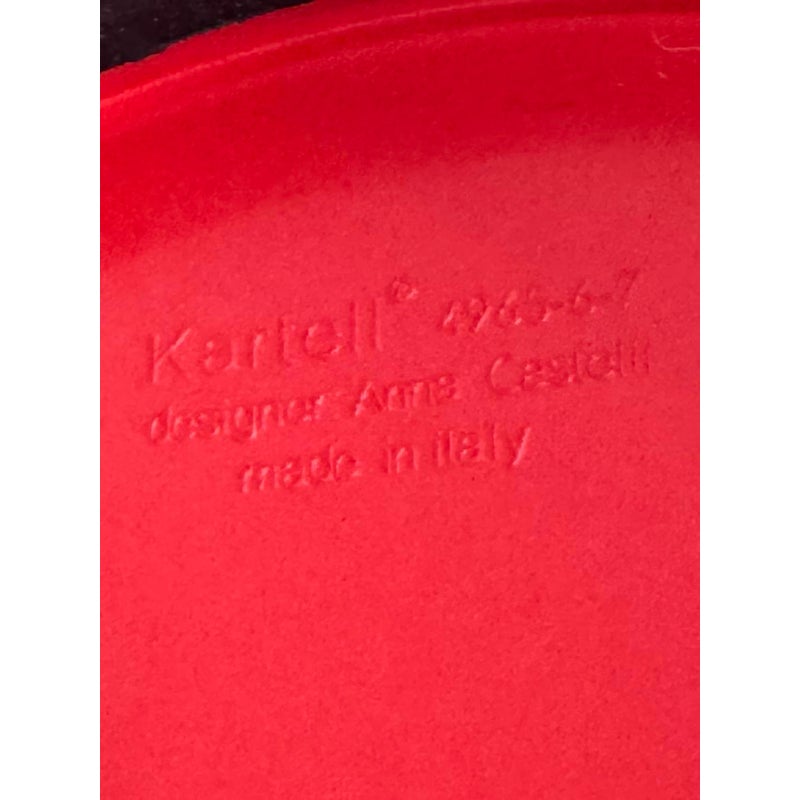 Kartell® 4965-6-7
designer Anna Castelli
made in italy